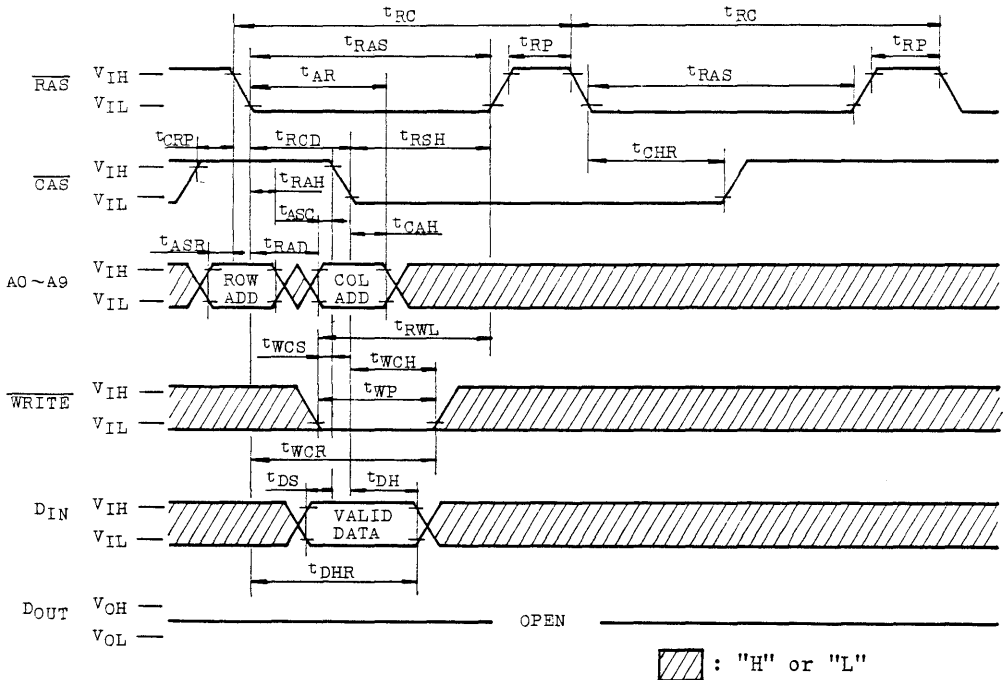 tRC tRC
tRAS tRP tRP
tAR tRAS
RAS VIH
VIL
tCRP tRCD tRSH
CAS VIH tCHR
VIL tRAH
tASC
tCAH
tASR tRAD
A0~A9 VIH ROW COL
VIL ADD ADD
tRWL
tWCS tWCH
WRITE VIH tWP
VIL
tWCR
tDS tDH
DIN VIH VALID
VIL DATA
tDHR
DOUT VOH OPEN
VOL
: "H" or "L"